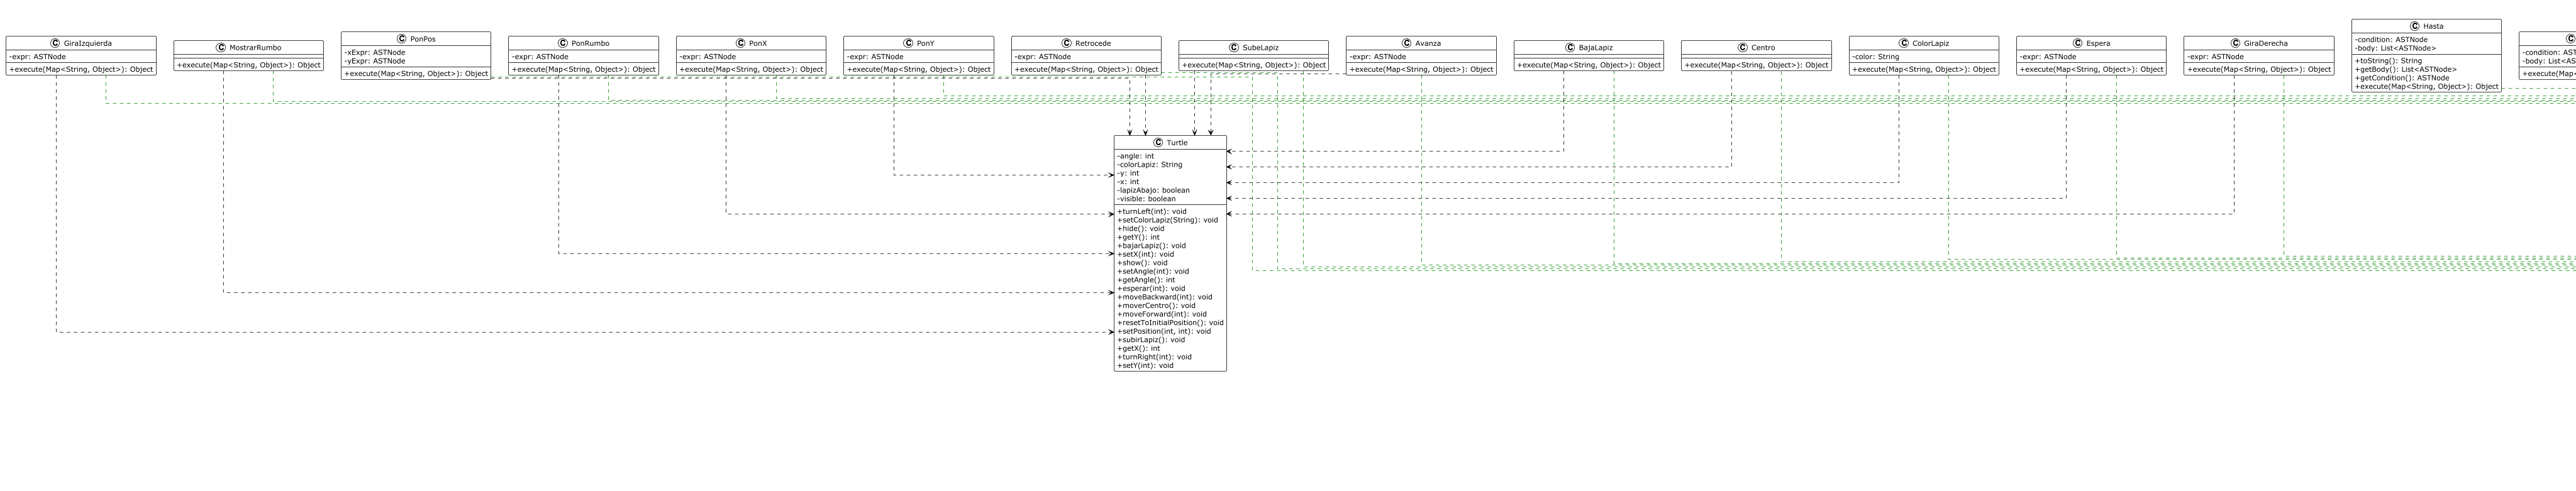 GiraIzquierda
-expr: ASTNode
+execute(Map<String, Object>): Object
MostrarRumbo
+execute(Map<String, Object>): Object
PonPos
-xExpr: ASTNode
-yExpr: ASTNode
+execute(Map<String, Object>): Object
PonRumbo
-expr: ASTNode
+execute(Map<String, Object>): Object
PonX
-expr: ASTNode
+execute(Map<String, Object>): Object
PonY
-expr: ASTNode
+execute(Map<String, Object>): Object
Retrocede
-expr: ASTNode
+execute(Map<String, Object>): Object
SubeLapiz
+execute(Map<String, Object>): Object
Avanza
-expr: ASTNode
+execute(Map<String, Object>): Object
BajaLapiz
+execute(Map<String, Object>): Object
Centro
+execute(Map<String, Object>): Object
ColorLapiz
-color: String
+execute(Map<String, Object>): Object
Espera
-expr: ASTNode
+execute(Map<String, Object>): Object
GiraDerecha
-expr: ASTNode
+execute(Map<String, Object>): Object
Hasta
-condition: ASTNode
-body: List<ASTNode>
+toString(): String
+getBody(): List<ASTNode>
+getCondition(): ASTNode
+execute(Map<String, Object>): Object
-condition: AST
-body: List<AS
+execute(Map<
Turtle
-angle: int
-colorLapiz: String
-y: int
-x: int
-lapizAbajo: boolean
-visible: boolean
+turnLeft(int): void
+setColorLapiz(String): void
+hide(): void
+getY(): int
+bajarLapiz(): void
+setX(int): void
+show(): void
+setAngle(int): void
+getAngle(): int
+esperar(int): void
+moveBackward(int): void
+moverCentro(): void
+moveForward(int): void
+resetToInitialPosition(): void
+setPosition(int, int): void
+subirLapiz(): void
+getX(): int
+turnRight(int): void
+setY(int): void